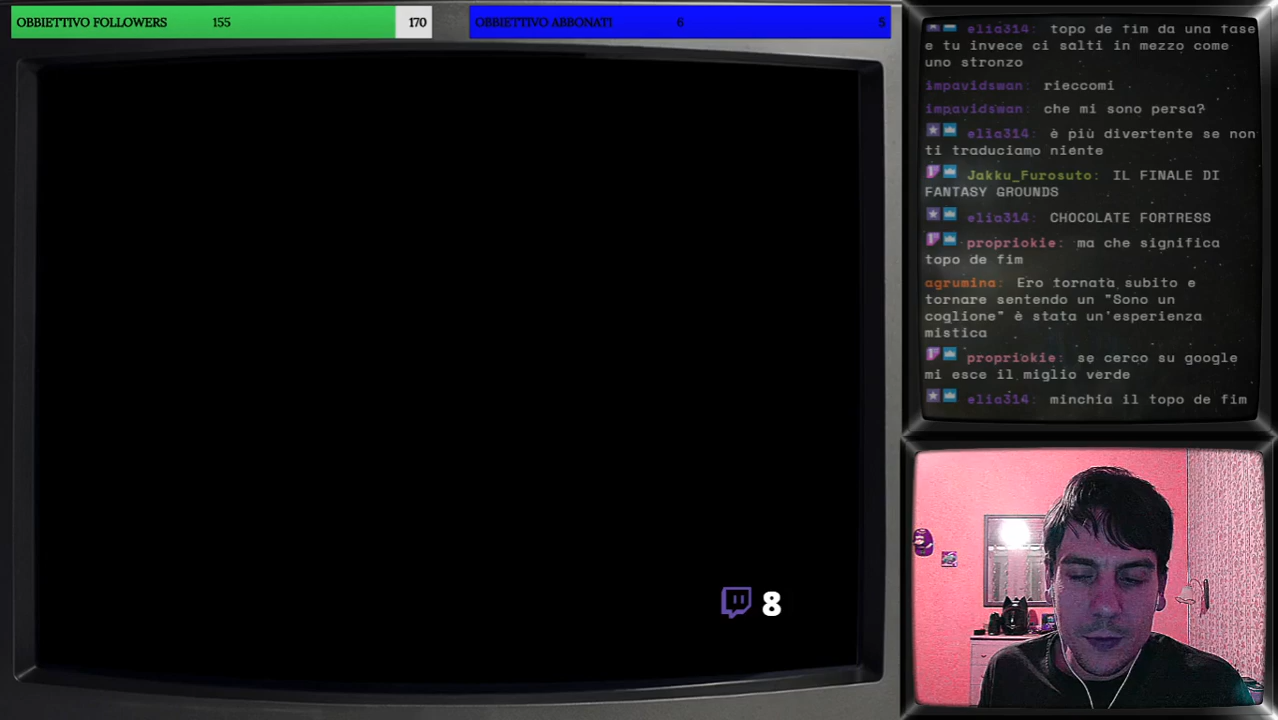 OBBIETTIVO FOLLOWERS 155 170
OBBIETTIVO ABBONATI 6 5
elia314: topo de fim da una fase
e tu invece ci salti in mezzo come
uno stronzo
impavidswan: rieccomi
impavidswan: che mi sono persa?
elia314: è più divertente se non
ti traduciamo niente
Jakku_Furosuto: IL FINALE DI
FANTASY GROUNDS
elia314: CHOCOLATE FORTRESS
propriokie: ma che significa
topo de fim
agrumina: Ero tornata subito e
tornare sentendo un "Sono un
coglione" è stata un'esperienza
mistica
propriokie: se cerco su google
mi esce il miglio verde
elia314: minchia il topo de fim
8